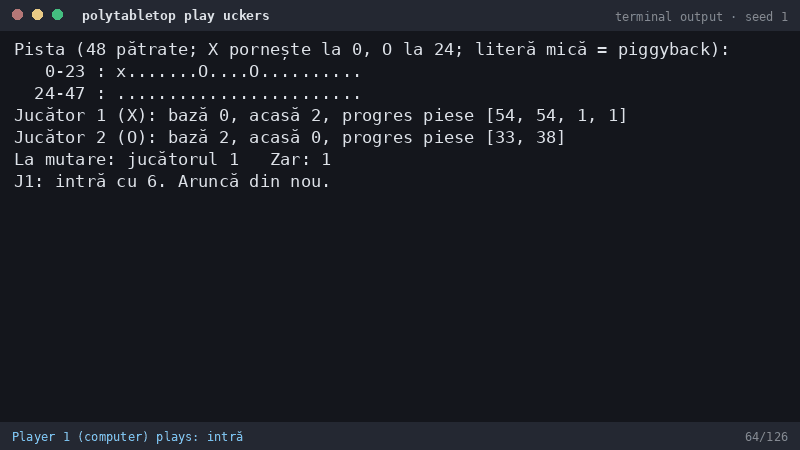 polytabletop play uckers
terminal output · seed 1
Pista (48 pătrate; X pornește la 0, O la 24; literă mică = piggyback):
0-23 : x.......O....O..........
24-47 : ........................
Jucător 1 (X): bază 0, acasă 2, progres piese [54, 54, 1, 1]
Jucător 2 (O): bază 2, acasă 0, progres piese [33, 38]
La mutare: jucătorul 1   Zar: 1
J1: intră cu 6. Aruncă din nou.
Player 1 (computer) plays: intră
64/126